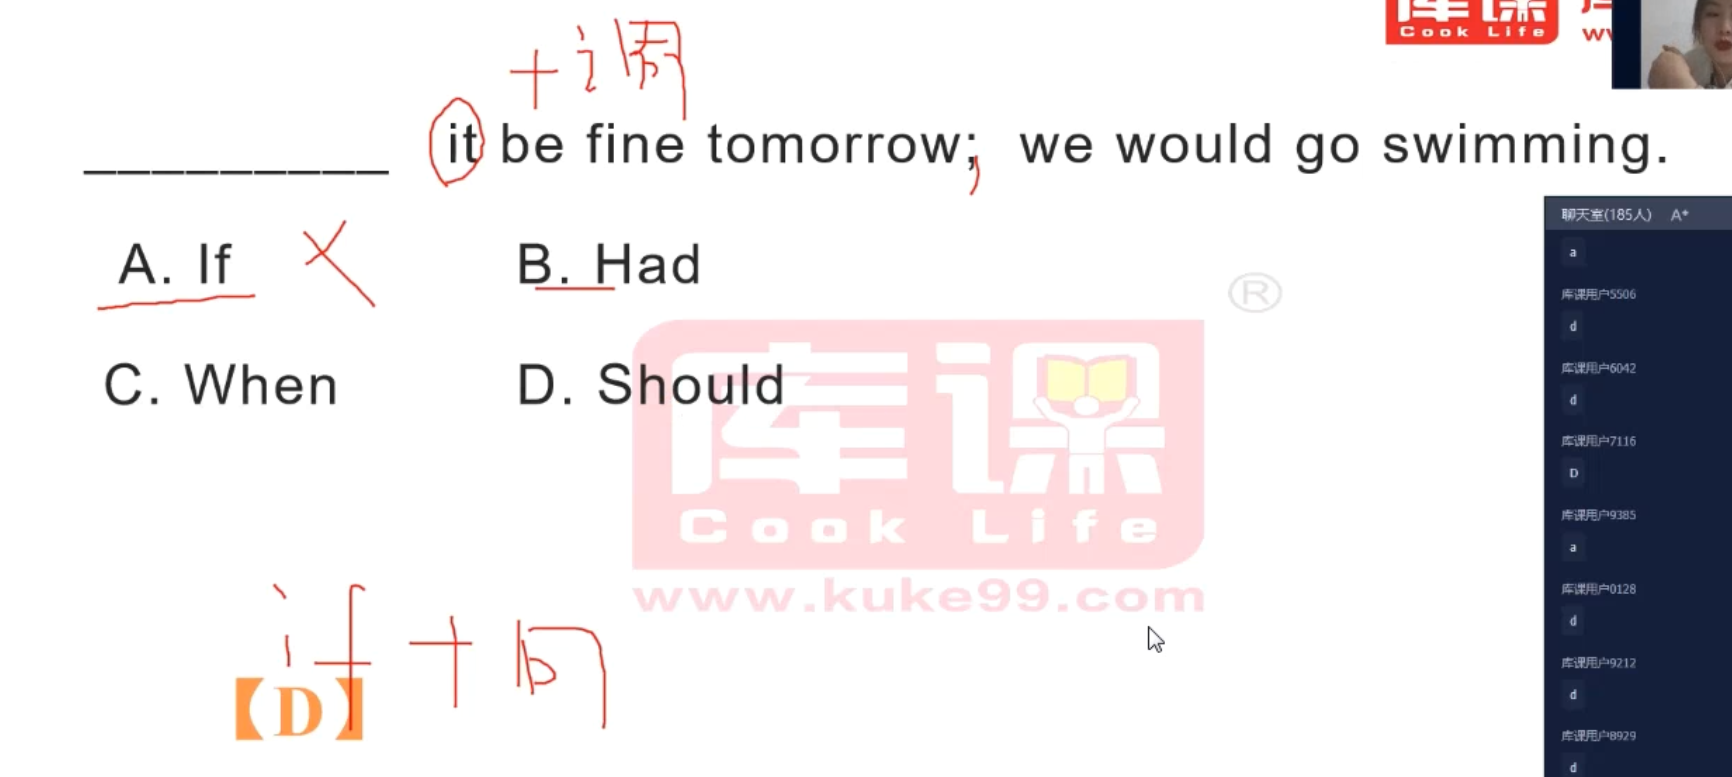 库课
Cook Life
+调
_________ it be fine tomorrow; we would go swimming.
A. If
B. Had
C. When
D. Should
®
库课
Cook Life
www.kuke99.com
if +
【D】
聊天室(185人) A*
a
库课用户5506
d
库课用户6042
d
库课用户7116
D
库课用户9385
a
库课用户0128
d
库课用户9212
d
库课用户8929
d